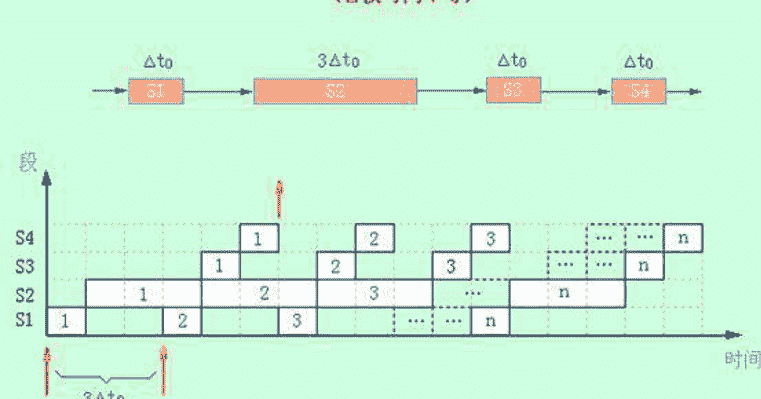 Δt₀ 3Δt₀ Δt₀ Δt₀
S1 S2 S3 S4
段
S4 1 2 3 … … n
S3 1 2 3 … … n
S2 1 2 3 … n
S1 1 2 3 … … n
时间
3Δt₀